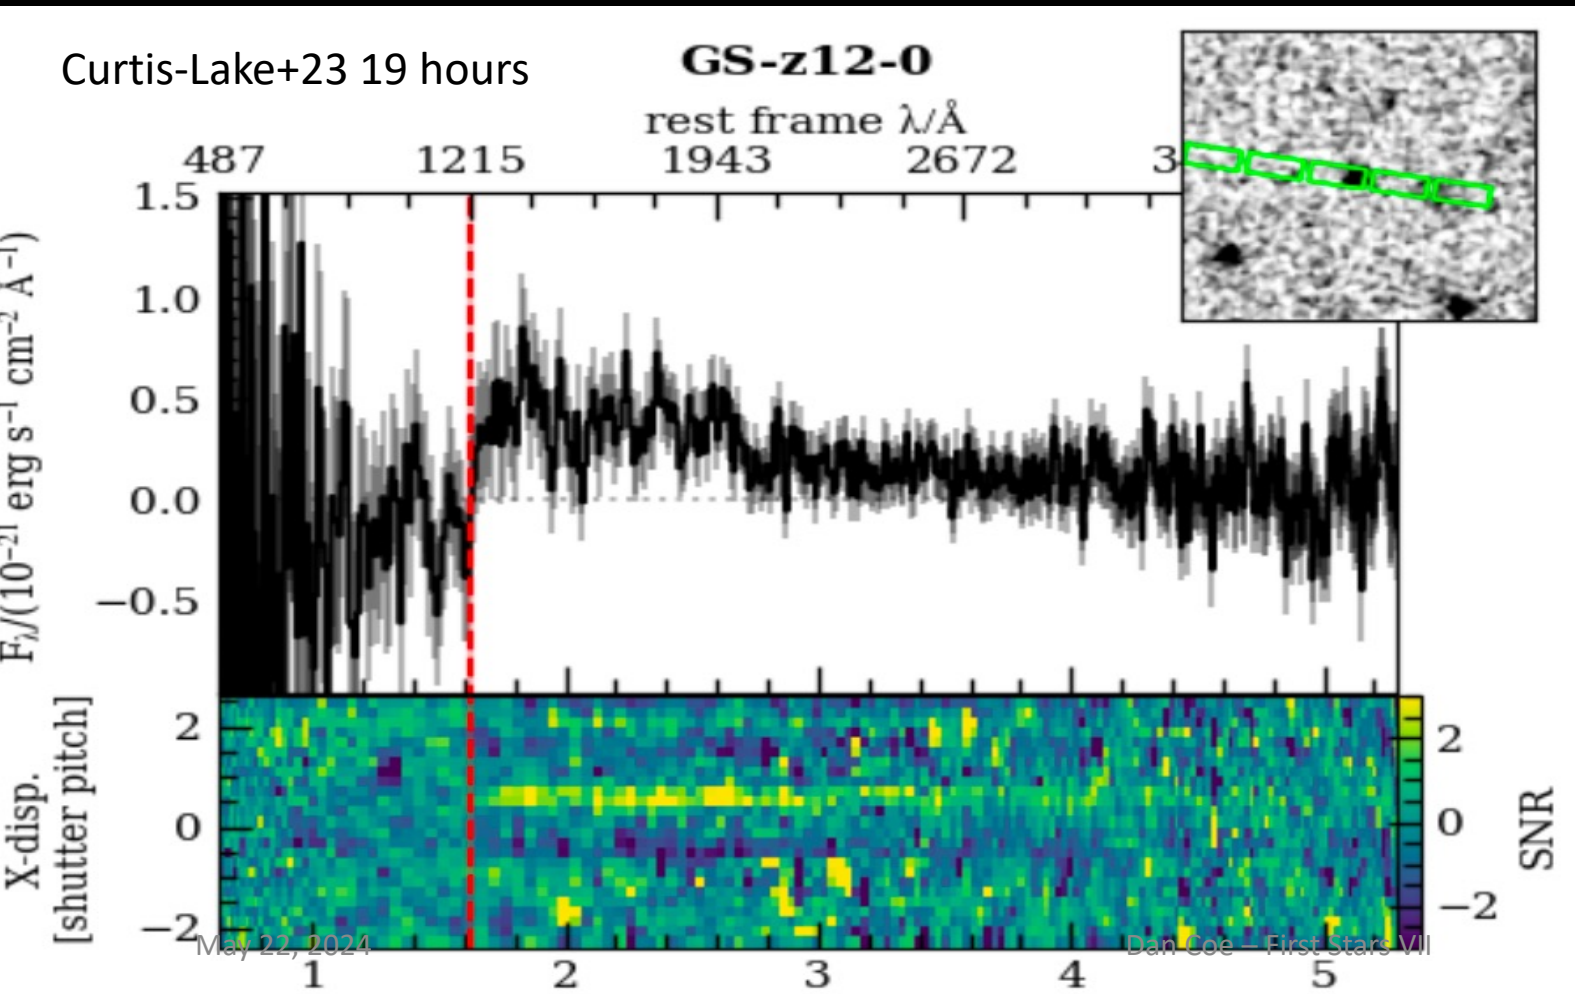 Curtis-Lake+23 19 hours
GS-z12-0
rest frame λ/Å
487 1215 1943 2672 3
1.5
1.0
0.5
0.0
−0.5
Fλ/(10⁻²¹ erg s⁻¹ cm⁻² Å⁻¹)
2
0
−2
X-disp.
[shutter pitch]
2
0
−2
SNR
May 22, 2024
Dan Coe – First Stars VII
1 2 3 4 5